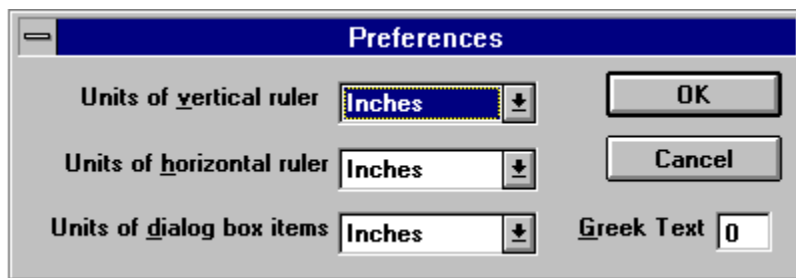 Preferences
Units of vertical ruler Inches OK
Units of horizontal ruler Inches Cancel
Units of dialog box items Inches Greek Text 0